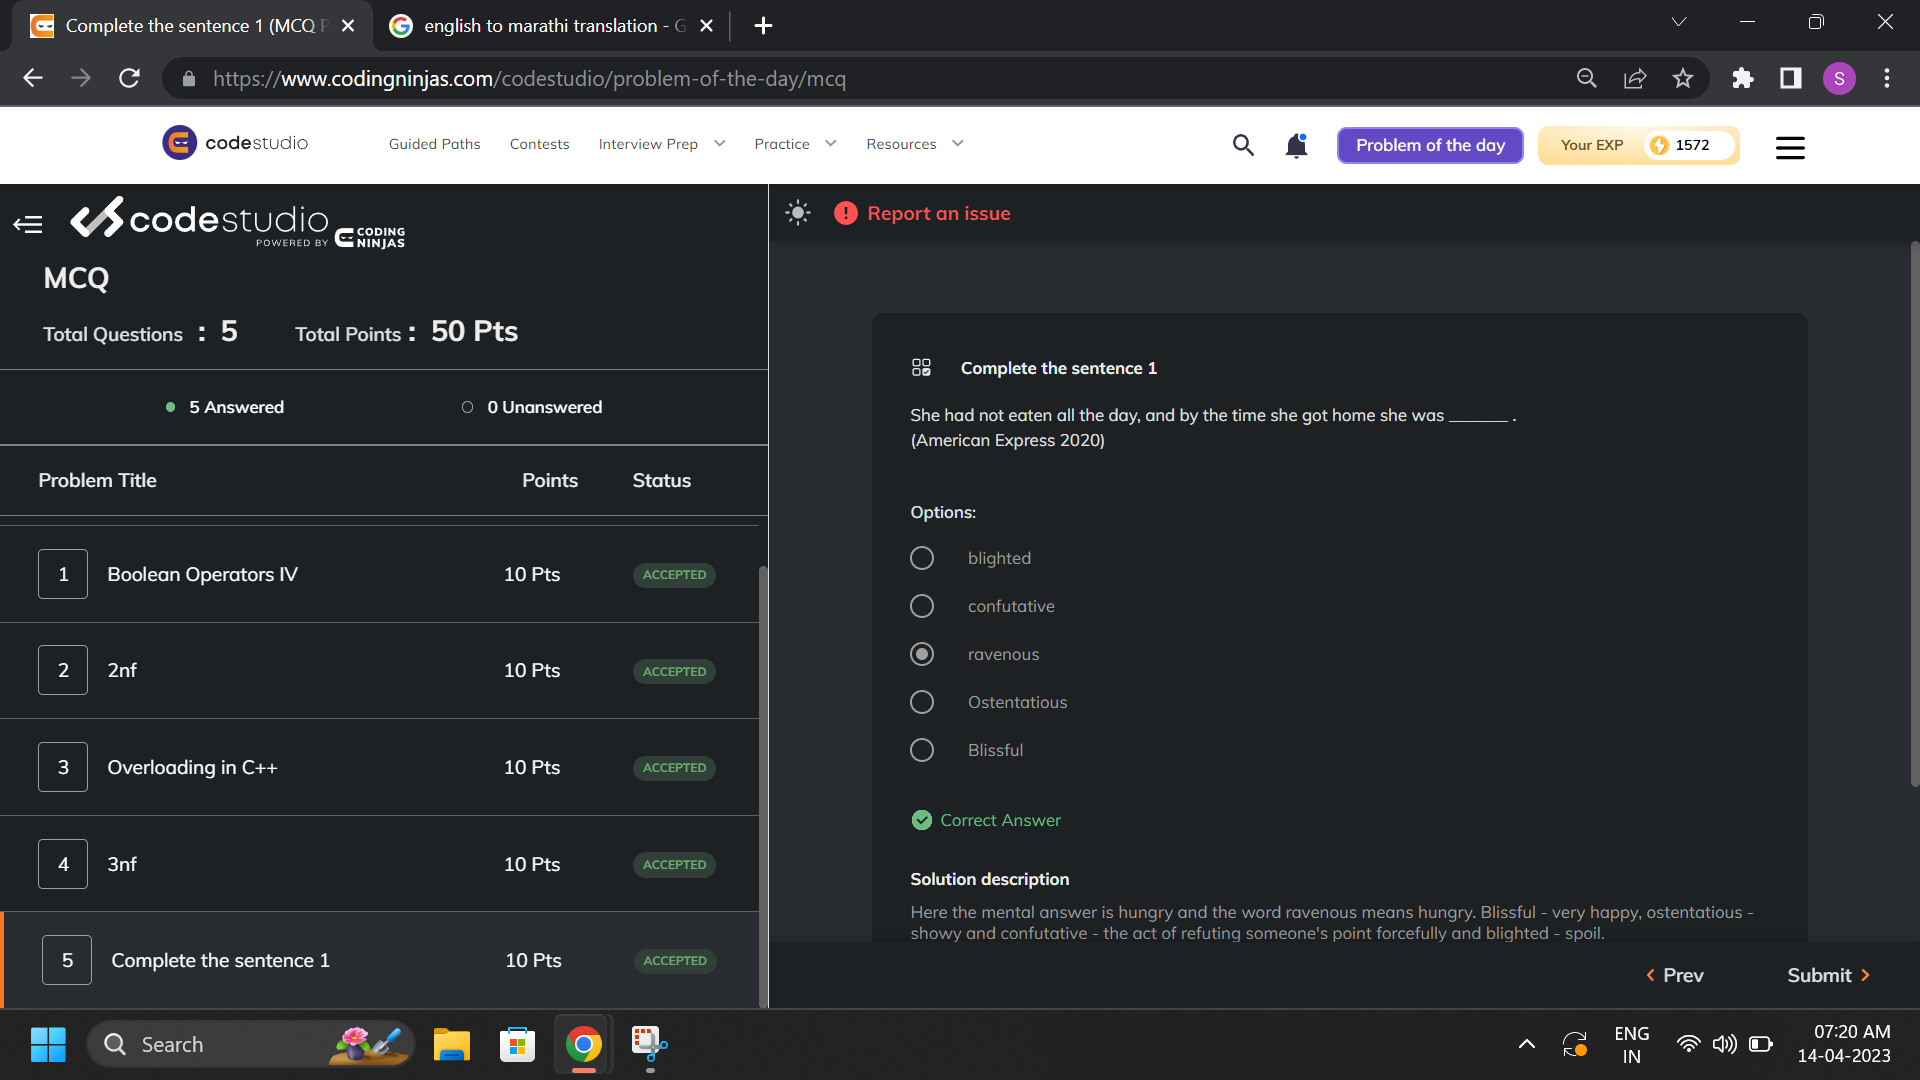 Complete the sentence 1 (MCQ
english to marathi translation - G
https://www.codingninjas.com/codestudio/problem-of-the-day/mcq
S
codestudio
Guided Paths
Contests
Interview Prep
Practice
Resources
Problem of the day
Your EXP
1572
codestudio
POWERED BY
CODING NINJAS
Report an issue
MCQ
Total Questions : 5
Total Points : 50 Pts
5 Answered
0 Unanswered
Problem Title
Points
Status
1 Boolean Operators IV 10 Pts ACCEPTED
2 2nf 10 Pts ACCEPTED
3 Overloading in C++ 10 Pts ACCEPTED
4 3nf 10 Pts ACCEPTED
5 Complete the sentence 1 10 Pts ACCEPTED
Complete the sentence 1
She had not eaten all the day, and by the time she got home she was _______ .
(American Express 2020)
Options:
blighted
confutative
ravenous
Ostentatious
Blissful
Correct Answer
Solution description
Here the mental answer is hungry and the word ravenous means hungry. Blissful - very happy, ostentatious -
showy and confutative - the act of refuting someone's point forcefully and blighted - spoil.
Prev
Submit
Search
ENG
IN
07:20 AM
14-04-2023